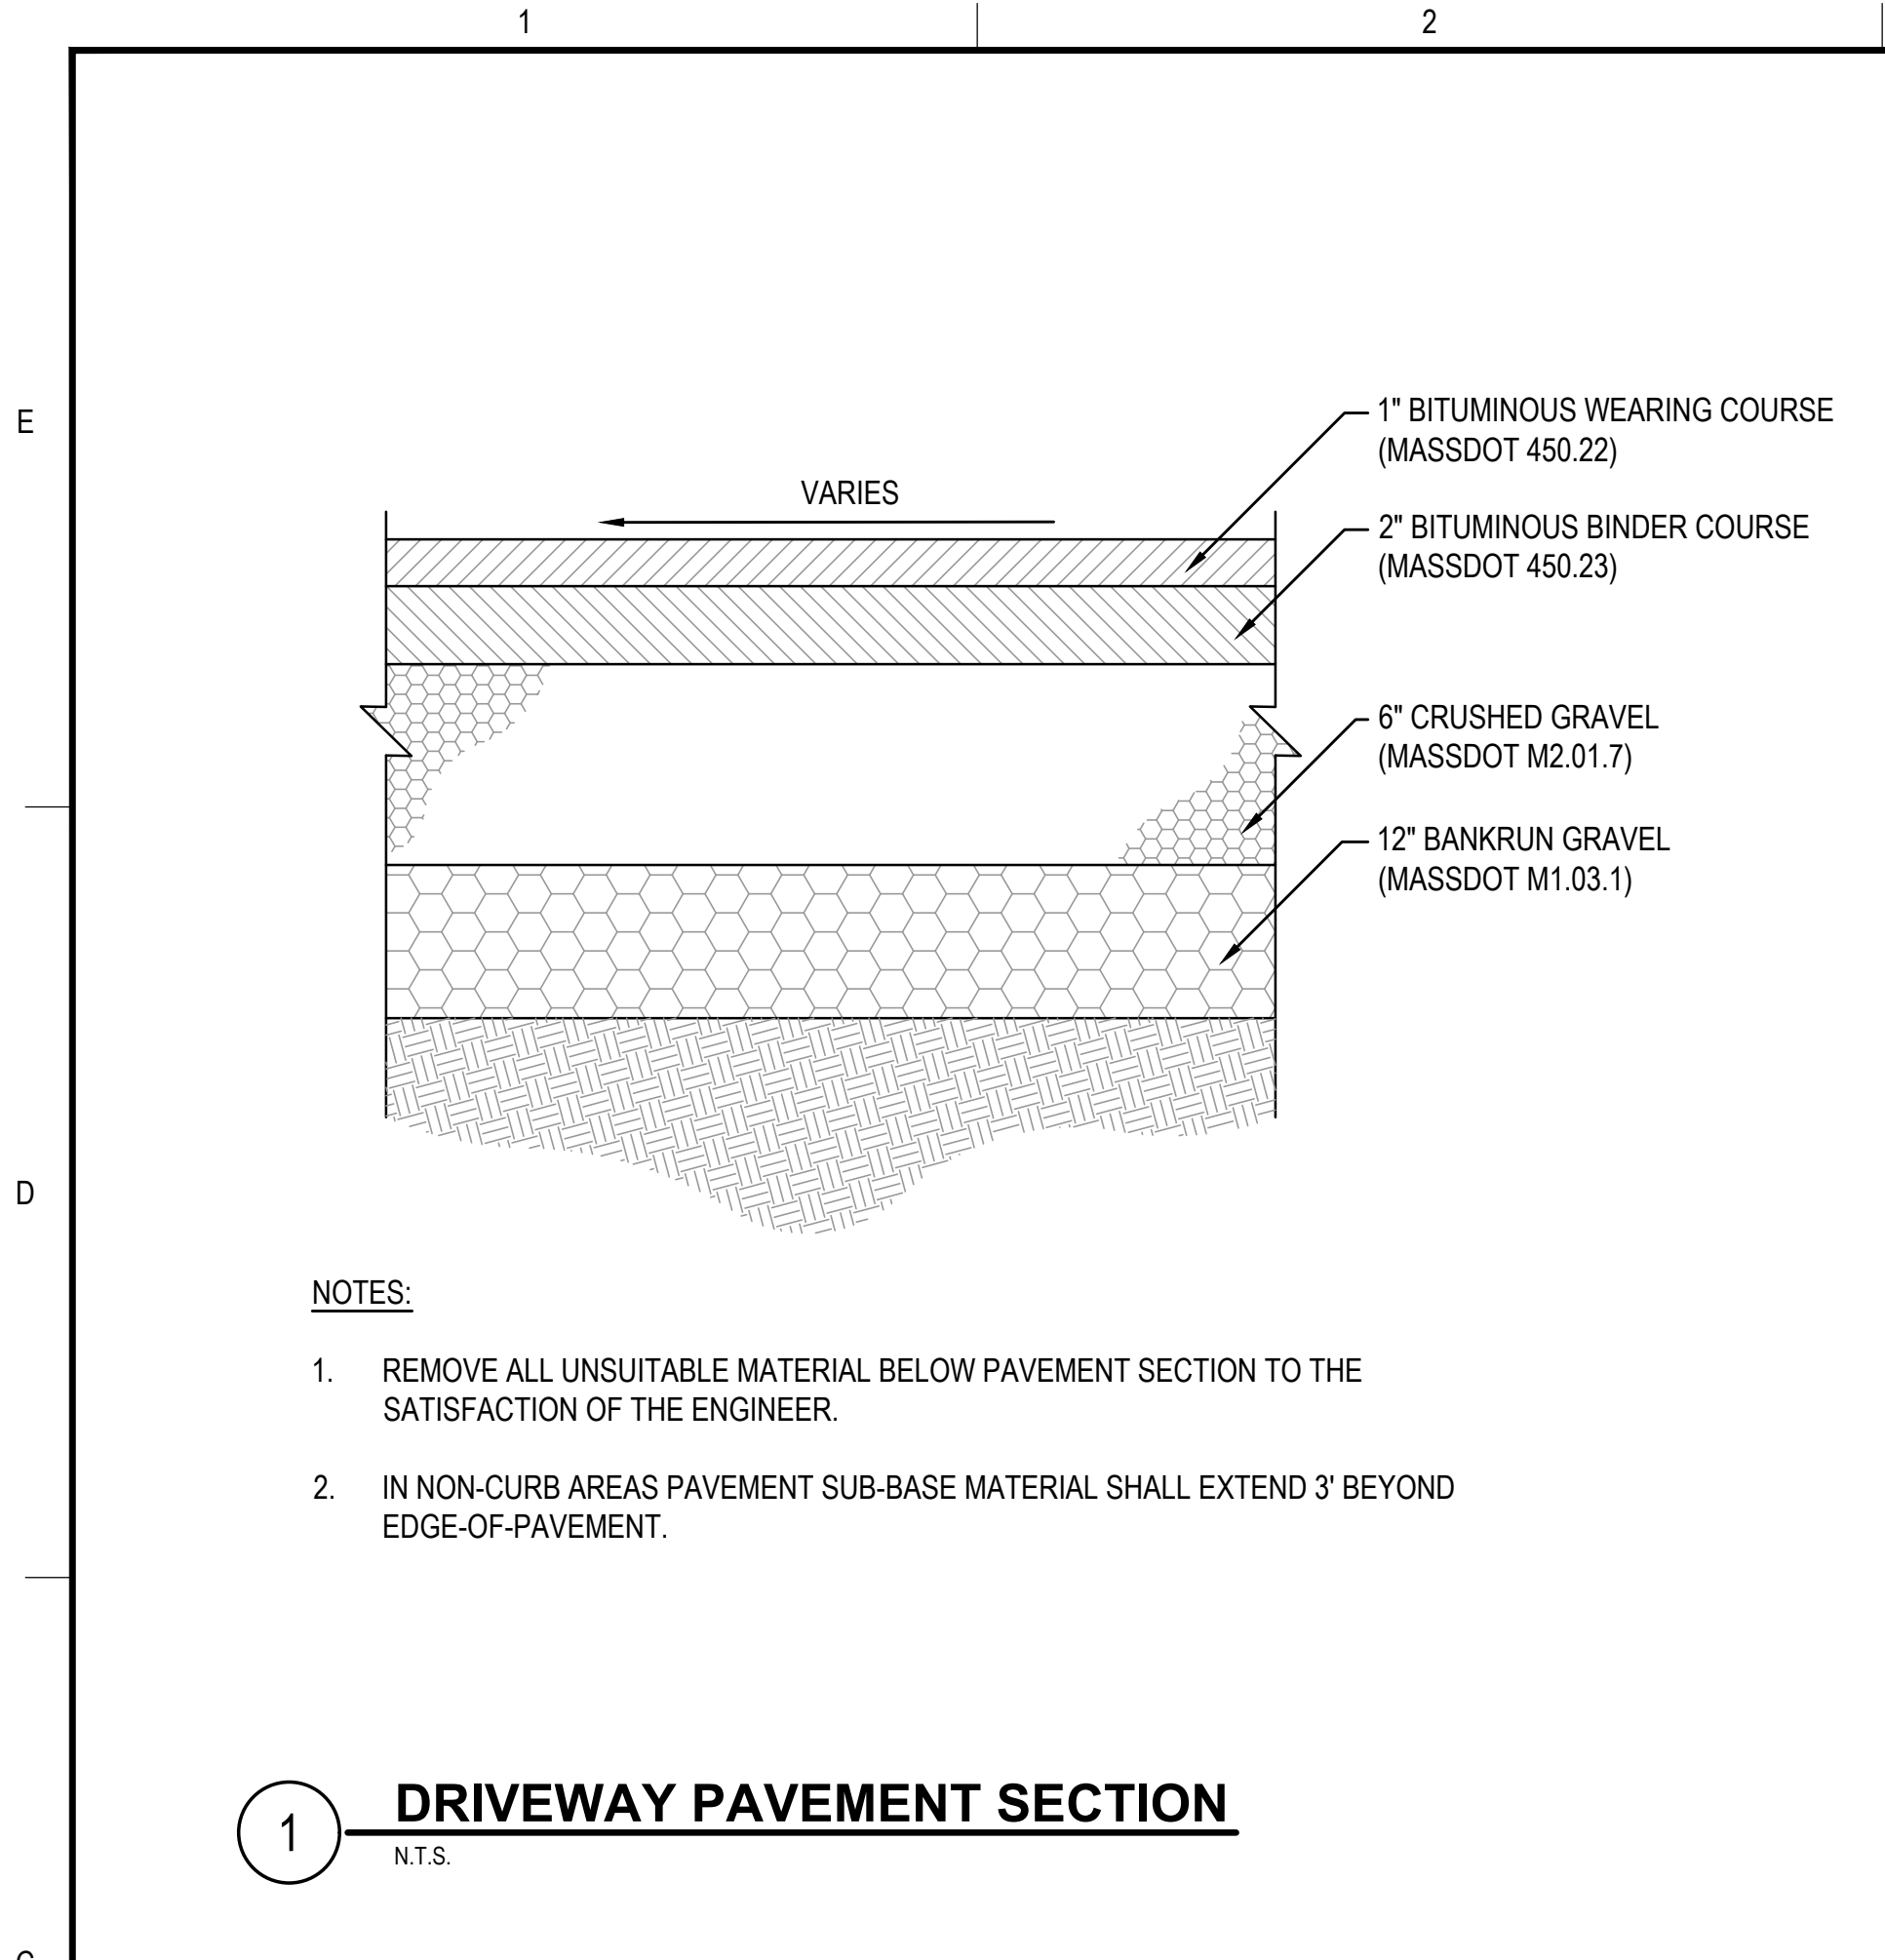 1
2
E
1" BITUMINOUS WEARING COURSE
(MASSDOT 450.22)
VARIES
2" BITUMINOUS BINDER COURSE
(MASSDOT 450.23)
6" CRUSHED GRAVEL
(MASSDOT M2.01.7)
12" BANKRUN GRAVEL
(MASSDOT M1.03.1)
D
NOTES:
1. REMOVE ALL UNSUITABLE MATERIAL BELOW PAVEMENT SECTION TO THE
SATISFACTION OF THE ENGINEER.
2. IN NON-CURB AREAS PAVEMENT SUB-BASE MATERIAL SHALL EXTEND 3' BEYOND
EDGE-OF-PAVEMENT.
1 DRIVEWAY PAVEMENT SECTION
N.T.S.